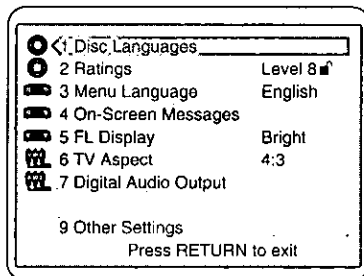 1 Disc Languages
2 Ratings Level 8
3 Menu Language English
4 On-Screen Messages
5 FL Display Bright
6 TV Aspect 4:3
7 Digital Audio Output
9 Other Settings
Press RETURN to exit